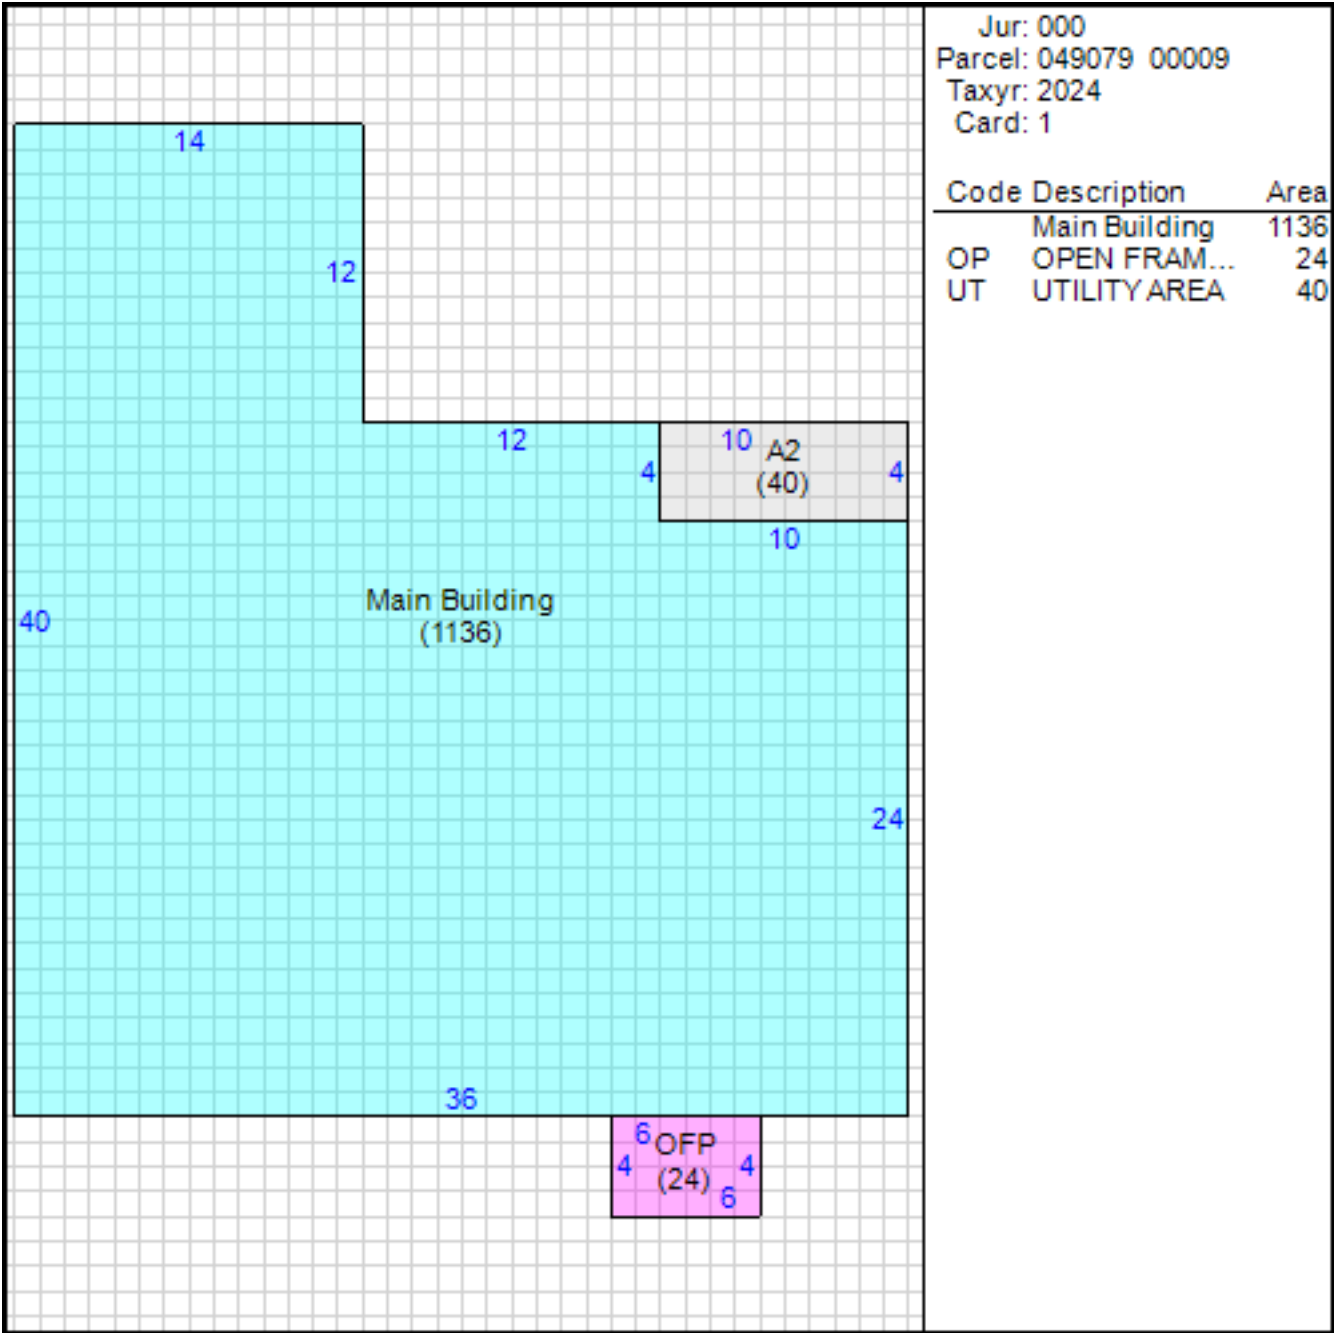 Jur: 000
Parcel: 049079 00009
Taxyr: 2024
Card: 1
Code Description Area
Main Building 1136
OP OPEN FRAM... 24
UT UTILITY AREA 40
14
12
12
4
10
A2
(40)
4
10
Main Building
(1136)
40
24
36
6
OFP
(24)
4
4
6